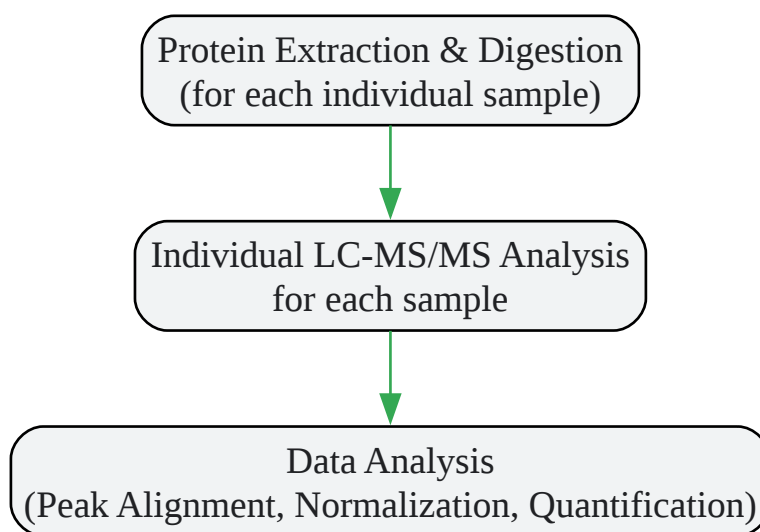 Protein Extraction & Digestion
(for each individual sample)
Individual LC-MS/MS Analysis
for each sample
Data Analysis
(Peak Alignment, Normalization, Quantification)